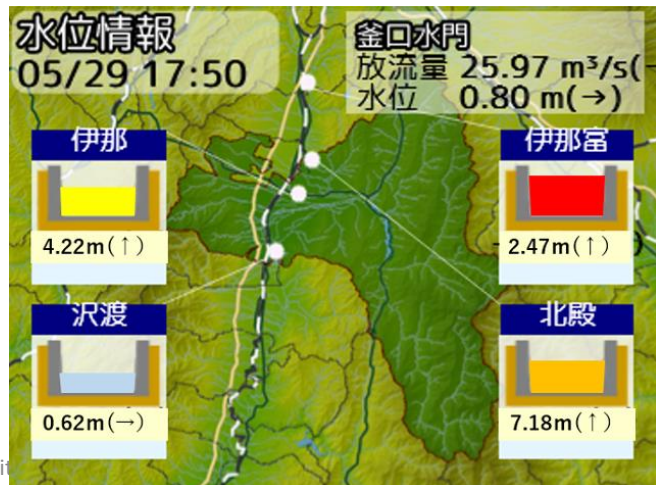 水位情報
05/29 17:50
釜口水門
放流量 25.97 m³/s(
水位 0.80 m(→)
伊那
4.22m(↑)
伊那富
2.47m(↑)
沢渡
0.62m(→)
北殿
7.18m(↑)
it